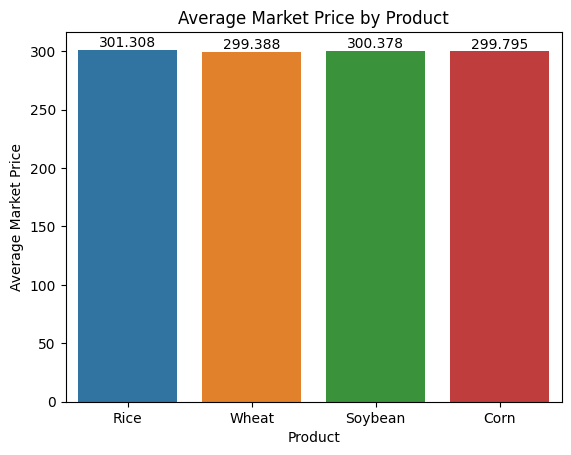 Average Market Price by Product
301.308
299.388
300.378
299.795
300
250
200
150
100
50
0
Average Market Price
Rice
Wheat
Soybean
Corn
Product